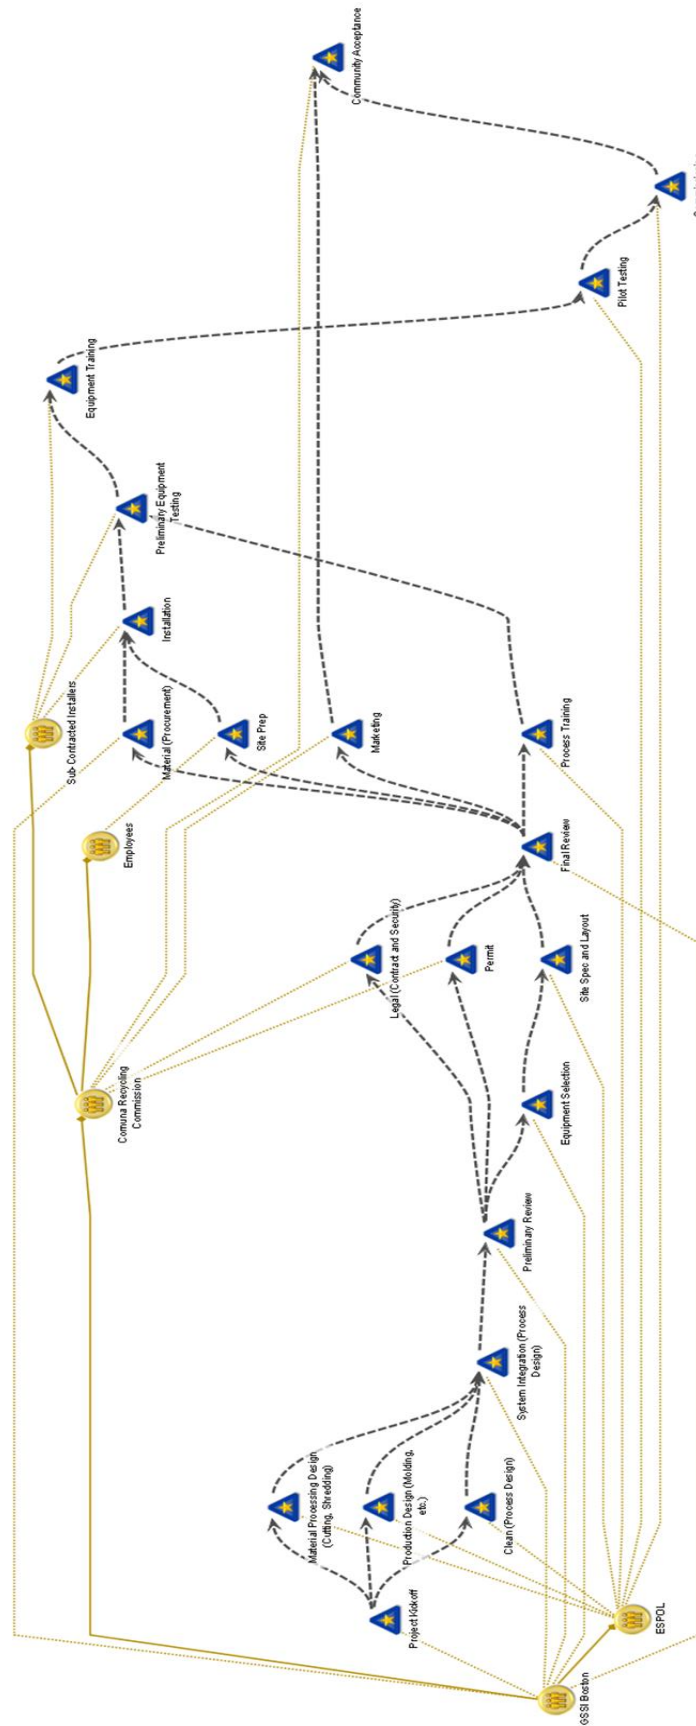 GSSI Boston
ESPOL
Project Kickoff
Material Processing Design
(Cutting, Shredding)
Production Design (Molding,
etc.)
Clean (Process Design)
System Integration (Process
Design)
Preliminary Review
Equipment Selection
Comuna Recycling
Commission
Legal (Contract and Security)
Permit
Site Spec and Layout
Employees
Final Review
Sub Contracted Installers
Material (Procurement)
Site Prep
Marketing
Process Training
Installation
Preliminary Equipment
Testing
Equipment Training
Pilot Testing
Community Acceptance